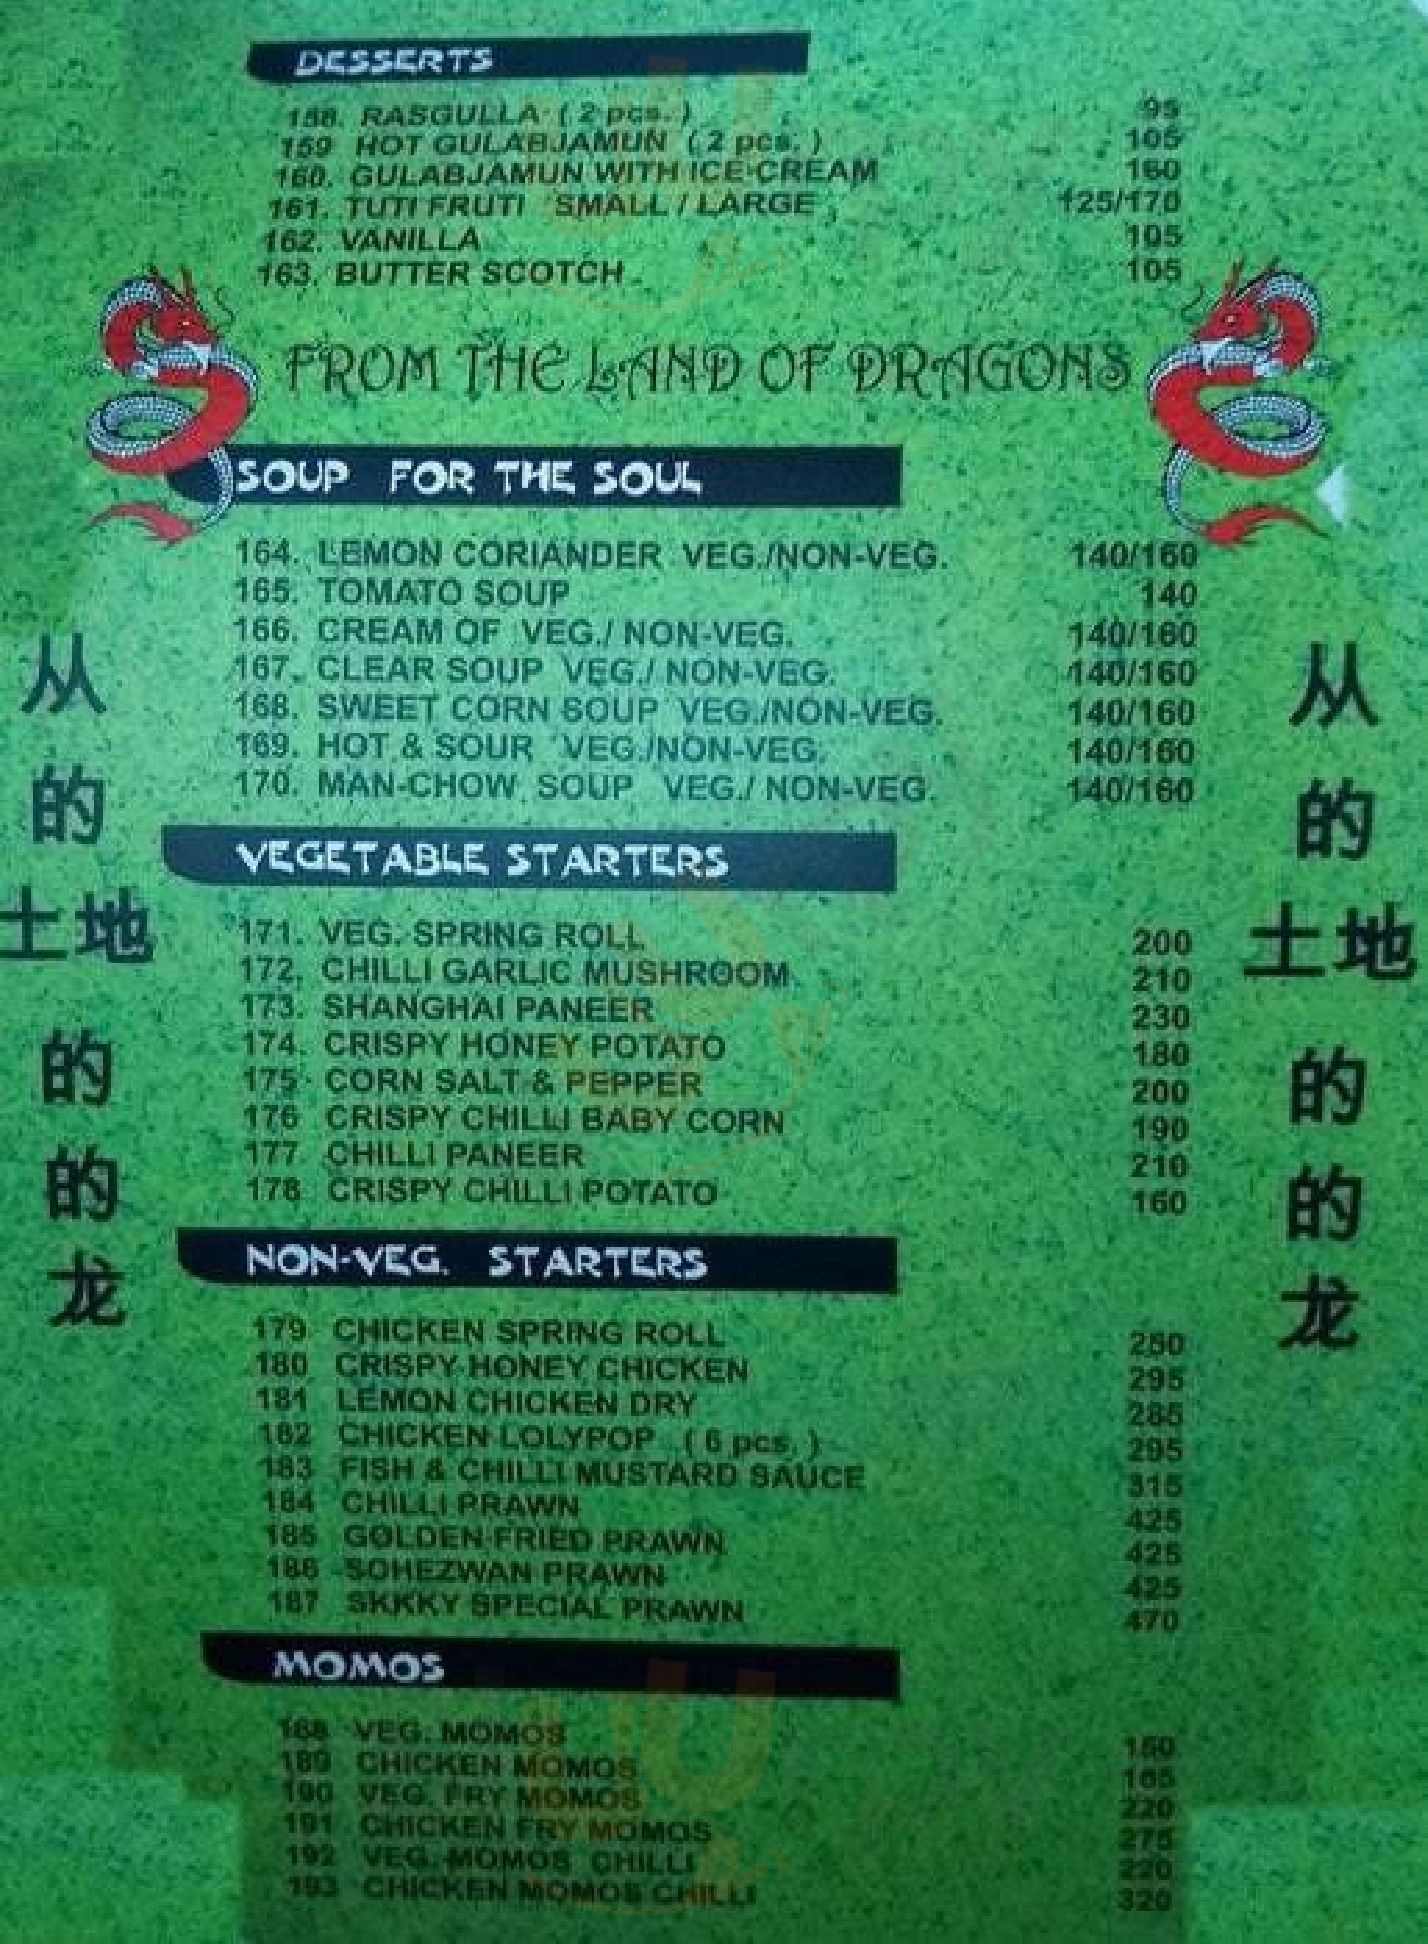 DESSERTS
158. RASGULLA ( 2 pcs. ) 95
159 HOT GULABJAMUN ( 2 pcs. ) 105
160. GULABJAMUN WITH ICE-CREAM 160
161. TUTI FRUTI SMALL / LARGE 125/170
162. VANILLA 105
163. BUTTER SCOTCH 105
FROM THE LAND OF DRAGONS
SOUP FOR THE SOUL
164. LEMON CORIANDER VEG./NON-VEG. 140/160
165. TOMATO SOUP 140
166. CREAM OF VEG./ NON-VEG. 140/160
167. CLEAR SOUP VEG./ NON-VEG. 140/160
168. SWEET CORN SOUP VEG./NON-VEG. 140/160
169. HOT & SOUR VEG./NON-VEG. 140/160
170. MAN-CHOW SOUP VEG./ NON-VEG. 140/160
VEGETABLE STARTERS
171. VEG. SPRING ROLL 200
172. CHILLI GARLIC MUSHROOM 210
173. SHANGHAI PANEER 230
174. CRISPY HONEY POTATO 180
175 CORN SALT & PEPPER 200
176 CRISPY CHILLI BABY CORN 190
177 CHILLI PANEER 210
178 CRISPY CHILLI POTATO 160
NON-VEG. STARTERS
179 CHICKEN SPRING ROLL 250
180 CRISPY HONEY CHICKEN 295
181 LEMON CHICKEN DRY 285
182 CHICKEN LOLYPOP ( 6 pcs. ) 295
183 FISH & CHILLI MUSTARD SAUCE 315
184 CHILLI PRAWN 425
185 GOLDEN FRIED PRAWN 425
186 SCHEZWAN PRAWN 425
187 SKKKY SPECIAL PRAWN 470
MOMOS
188 VEG. MOMOS 150
189 CHICKEN MOMOS 165
190 VEG. FRY MOMOS 220
191 CHICKEN FRY MOMOS 275
192 VEG. MOMOS CHILLI 220
193 CHICKEN MOMOS CHILLI 320
从
的
土地
的
的
龙
从
的
土地
的
的
龙